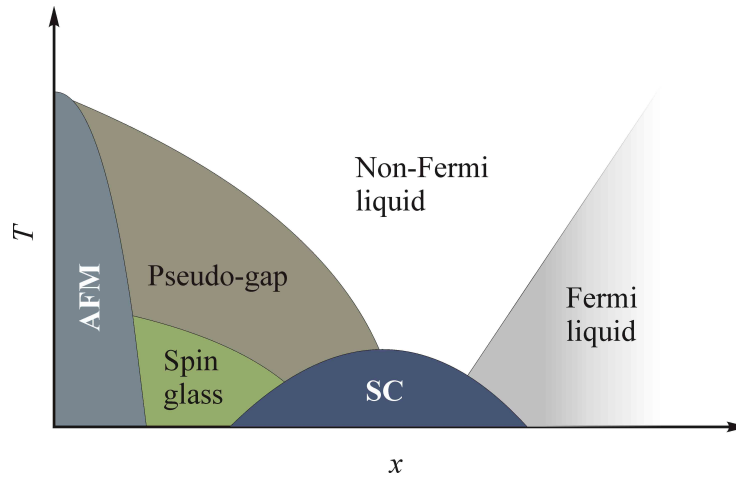 Non-Fermi
liquid
T
Pseudo-gap
AFM
Fermi
liquid
Spin
glass
SC
x